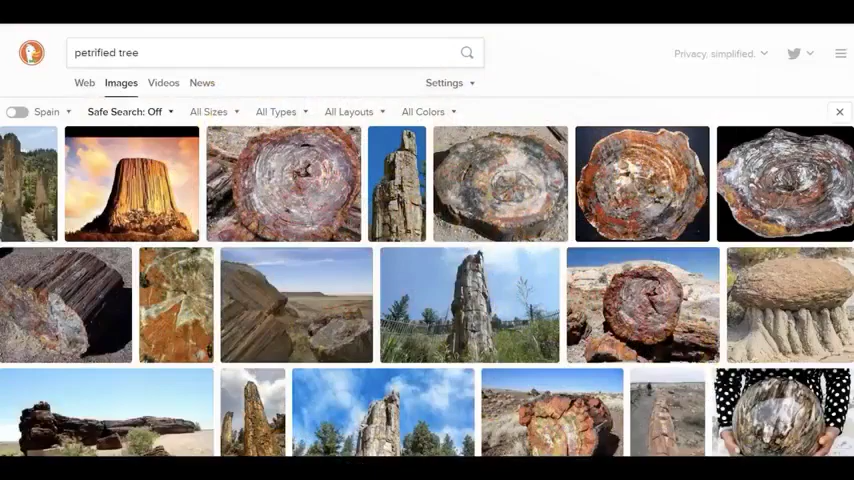 petrified tree
Privacy, simplified.
Web Images Videos News Settings
Spain Safe Search: Off All Sizes All Types All Layouts All Colors